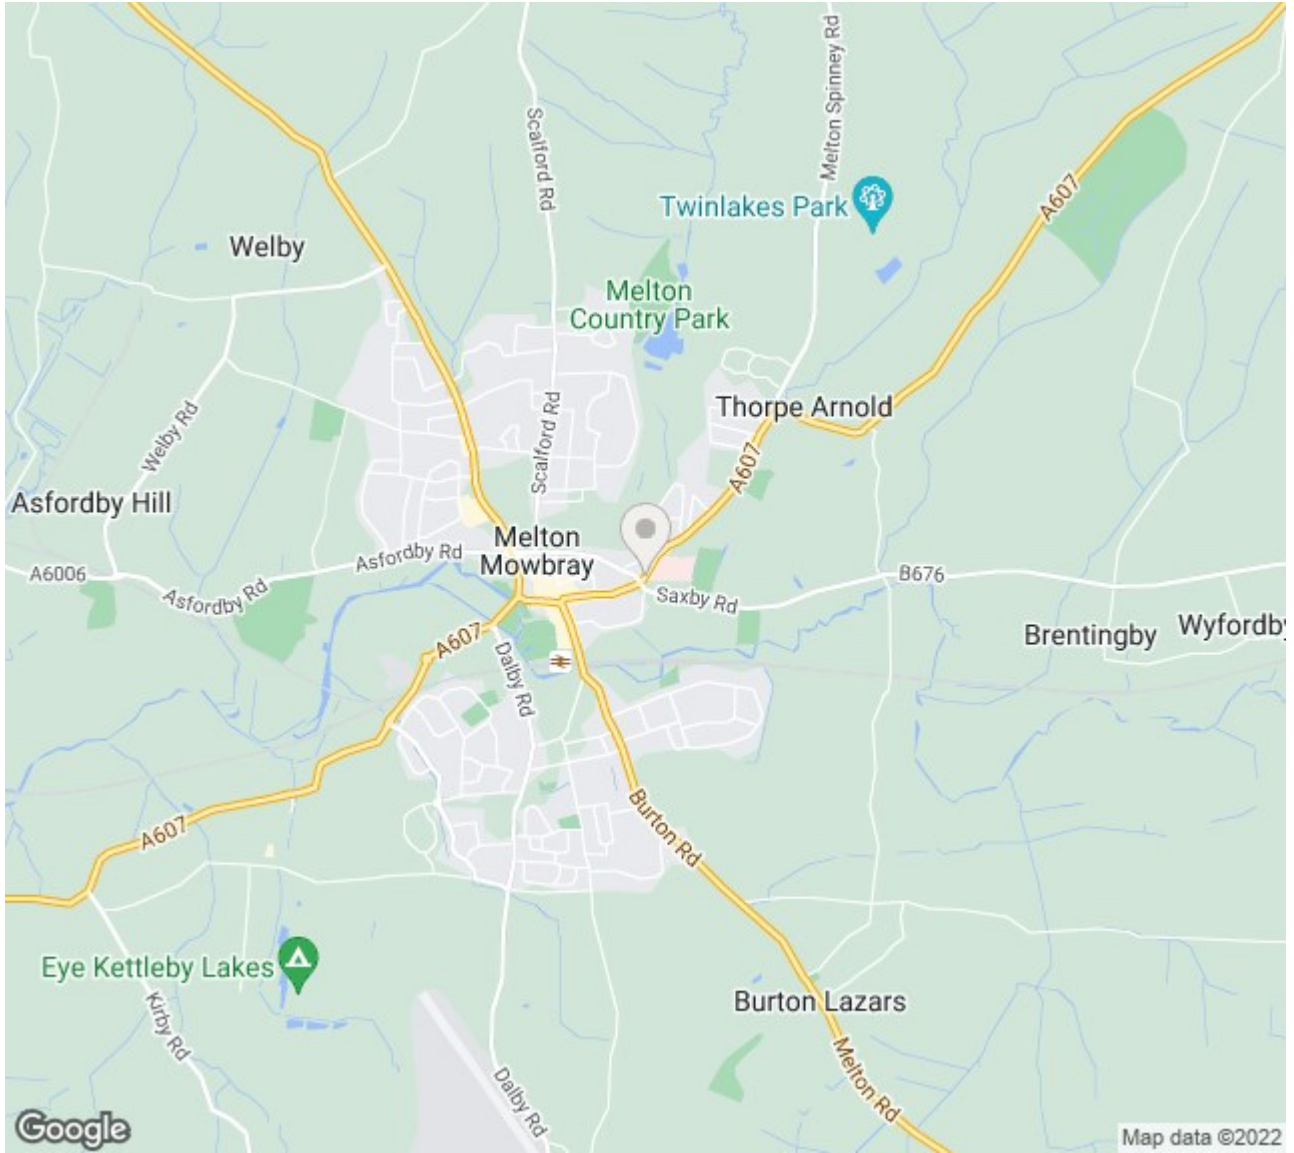 Melton Spinney Rd
Scalford Rd
A607
Twinlakes Park
Welby
Melton
Country Park
Thorpe Arnold
Scalford Rd
Welby Rd
A607
Asfordby Hill
Melton
Mowbray
Asfordby Rd
A6006
B676
Asfordby Rd
Saxby Rd
Brentingby
Wyfordby
A607
Dalby Rd
A607
Burton Rd
Eye Kettleby Lakes
Burton Lazars
Kirby Rd
Melton Rd
Dalby Rd
Google
Map data ©2022